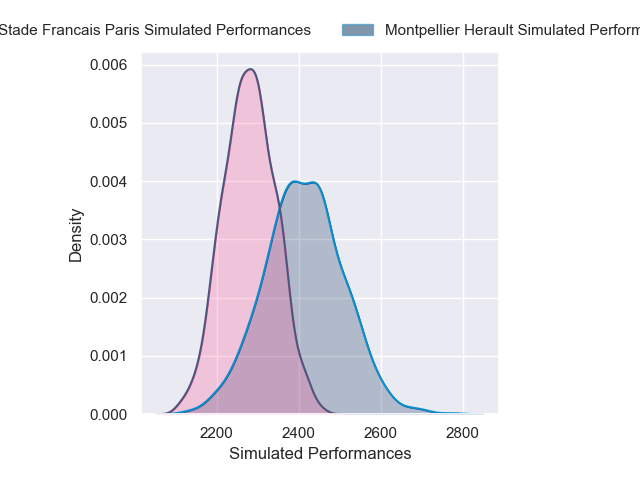 Stade Francais Paris Simulated Performances
Montpellier Herault Simulated Perform
0.006
0.005
0.004
0.003
0.002
0.001
0.000
Density
2200
2400
2600
2800
Simulated Performances